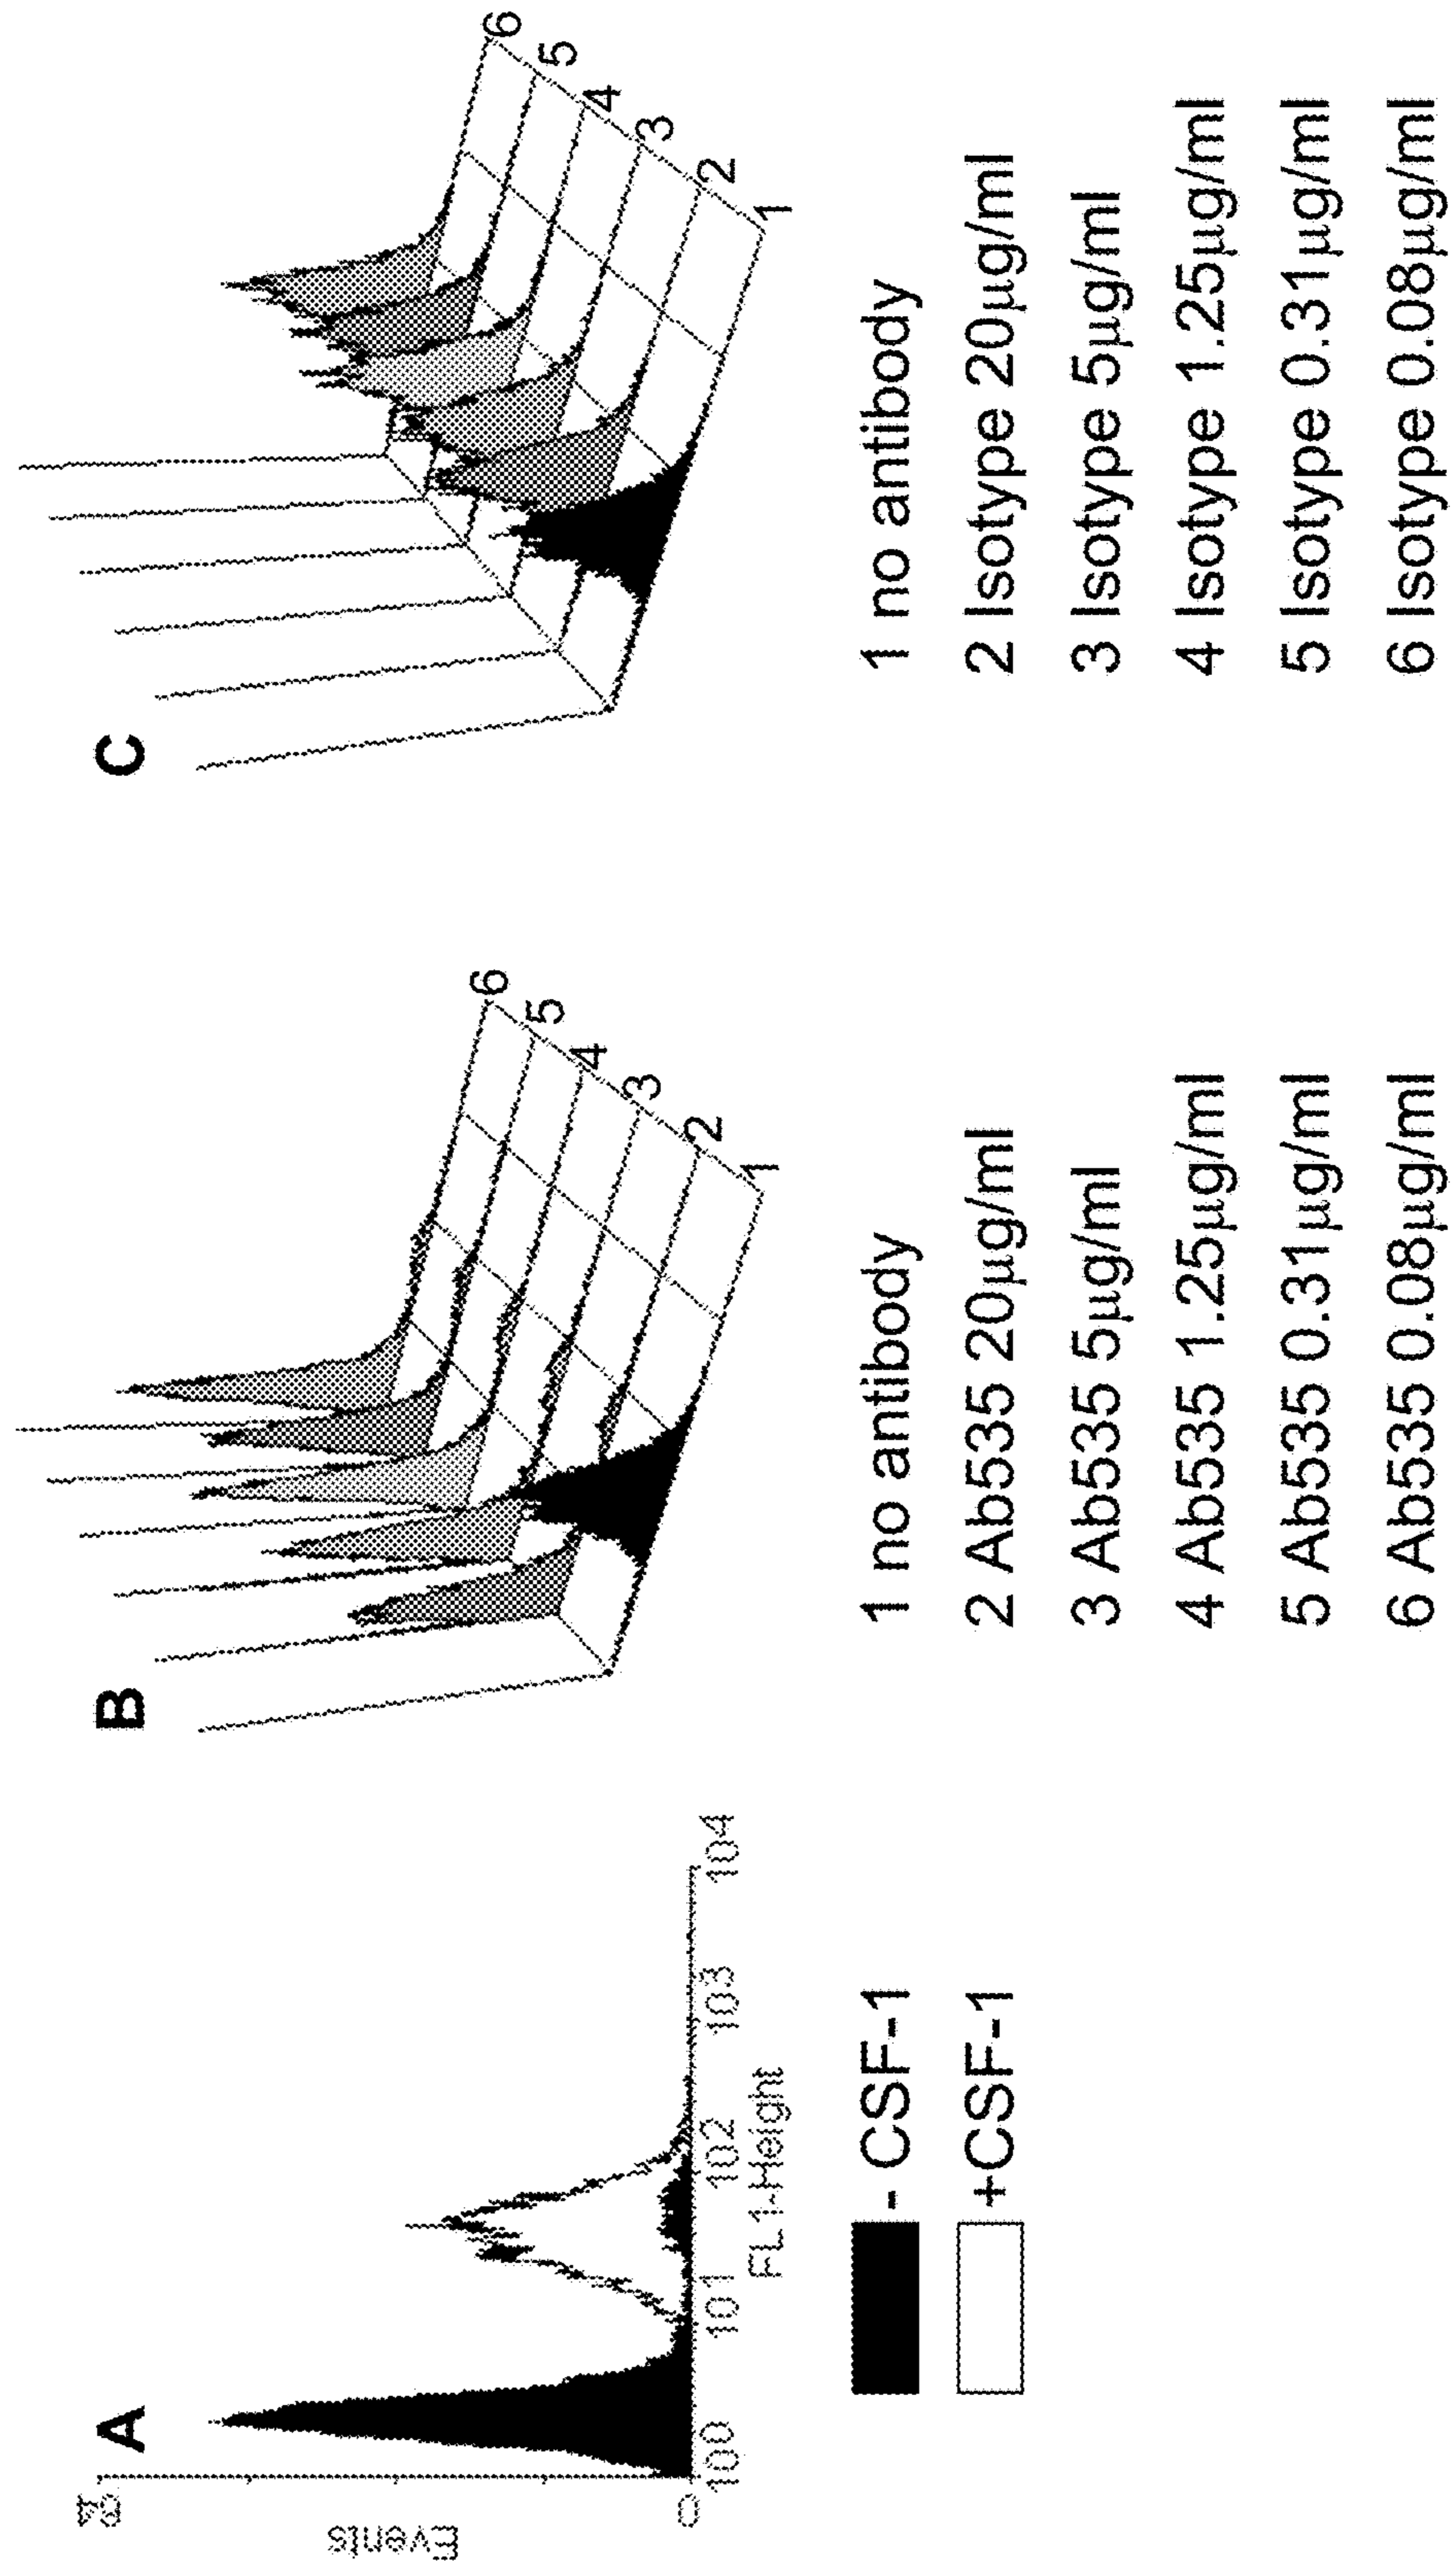 A
64
Events
0
100
101
102
103
104
FL1-Height
- CSF-1
+CSF-1
B
6
5
4
3
2
1
1 no antibody
2 Ab535 20µg/ml
3 Ab535 5µg/ml
4 Ab535 1.25µg/ml
5 Ab535 0.31µg/ml
6 Ab535 0.08µg/ml
C
6
5
4
3
2
1
1 no antibody
2 Isotype 20µg/ml
3 Isotype 5µg/ml
4 Isotype 1.25µg/ml
5 Isotype 0.31µg/ml
6 Isotype 0.08µg/ml